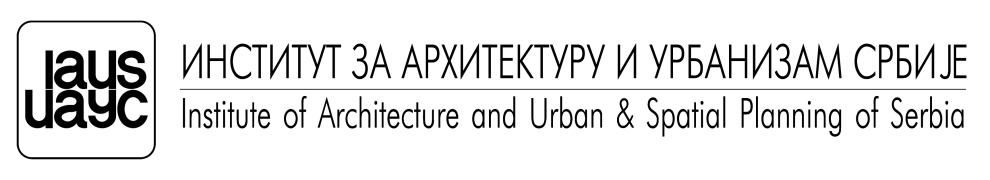 iaus
иаус
ИНСТИТУТ ЗА АРХИТЕКТУРУ И УРБАНИЗАМ СРБИЈЕ
Institute of Architecture and Urban & Spatial Planning of Serbia